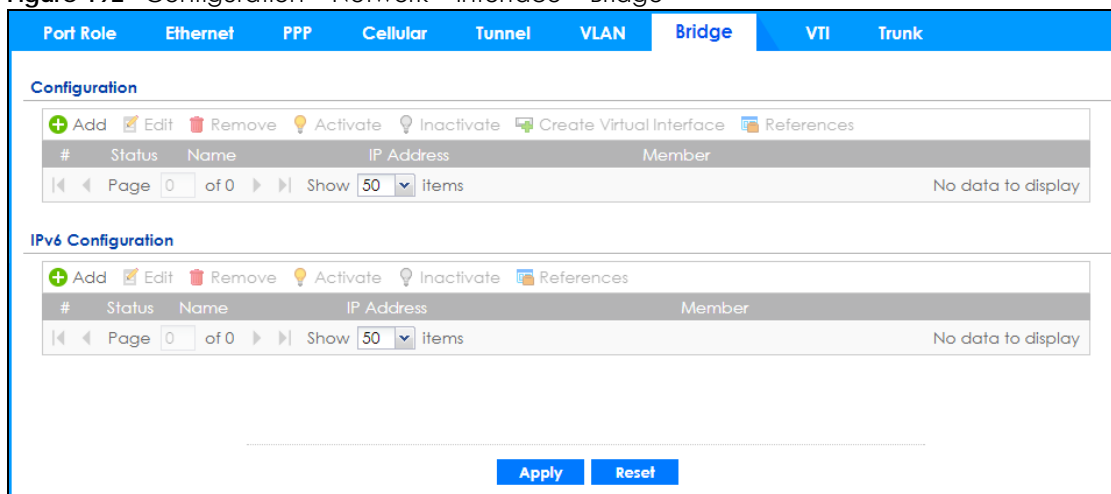 Port Role Ethernet PPP Cellular Tunnel VLAN Bridge VTI Trunk
Configuration
Add Edit Remove Activate Inactivate Create Virtual Interface References
# Status Name IP Address Member
Page 0 of 0 Show 50 items No data to display
IPv6 Configuration
Add Edit Remove Activate Inactivate References
# Status Name IP Address Member
Page 0 of 0 Show 50 items No data to display
Apply Reset